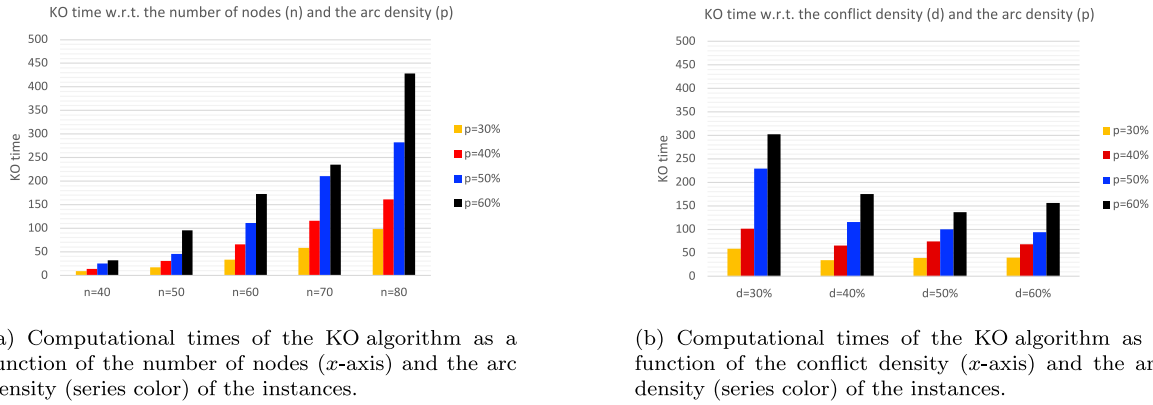 KO time w.r.t. the number of nodes (n) and the arc density (p)
500
450
400
350
300
250
200
150
100
50
0
KO time
n=40 n=50 n=60 n=70 n=80
p=30%
p=40%
p=50%
p=60%
a) Computational times of the KO algorithm as a
unction of the number of nodes (x-axis) and the arc
ensity (series color) of the instances.
KO time w.r.t. the conflict density (d) and the arc density (p)
500
450
400
350
300
250
200
150
100
50
0
KO time
d=30% d=40% d=50% d=60%
p=30%
p=40%
p=50%
p=60%
(b) Computational times of the KO algorithm as
function of the conflict density (x-axis) and the ar
density (series color) of the instances.